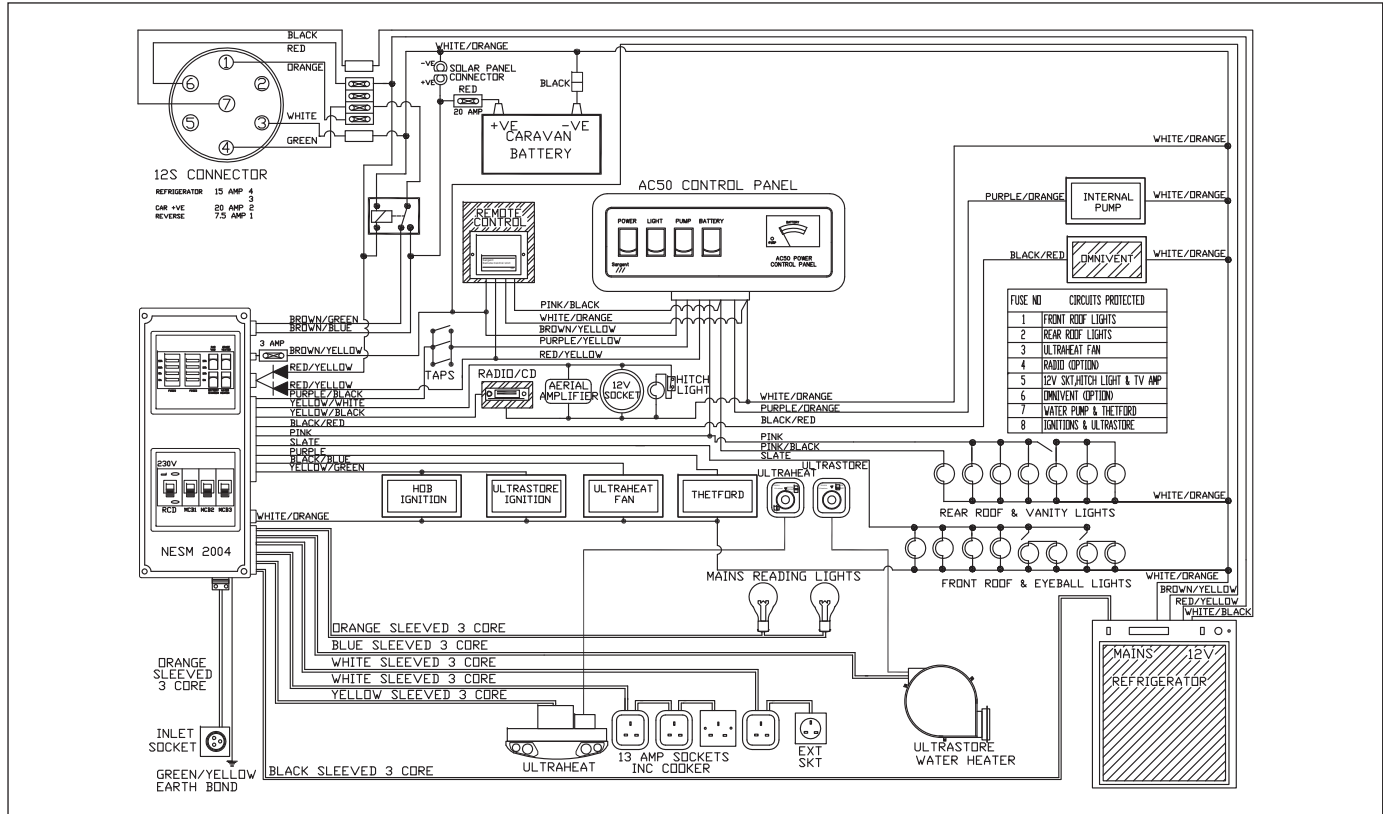 BLACK
RED
ORANGE
WHITE
GREEN
1
2
3
4
5
6
7
12S CONNECTOR
REFRIGERATOR 15 AMP 4
3
CAR +VE 20 AMP 2
REVERSE 7.5 AMP 1
WHITE/ORANGE
-VE
+VE
SOLAR PANEL
CONNECTOR
RED
20 AMP
BLACK
+VE -VE
CARAVAN
BATTERY
REMOTE
CONTROL
AC50 CONTROL PANEL
POWER LIGHT PUMP BATTERY
BATTERY
Sargent
AC50 POWER
CONTROL PANEL
WHITE/ORANGE
PURPLE/ORANGE
INTERNAL
PUMP
WHITE/ORANGE
BLACK/RED
OMNIVENT
WHITE/ORANGE
FUSE NO CIRCUITS PROTECTED
1 FRONT ROOF LIGHTS
2 REAR ROOF LIGHTS
3 ULTRAHEAT FAN
4 RADIO (OPTION)
5 12V SKT,HITCH LIGHT & TV AMP
6 OMNIVENT (OPTION)
7 WATER PUMP & THETFORD
8 IGNITIONS & ULTRASTORE
PINK/BLACK
WHITE/ORANGE
BROWN/YELLOW
PURPLE/YELLOW
RED/YELLOW
BROWN/GREEN
BROWN/BLUE
3 AMP
BROWN/YELLOW
RED/YELLOW
RED/YELLOW
PURPLE/BLACK
YELLOW/WHITE
YELLOW/BLACK
BLACK/RED
PINK
SLATE
PURPLE
BLACK/BLUE
YELLOW/GREEN
TAPS
RADIO/CD
AERIAL
AMPLIFIER
12V
SOCKET
HITCH
LIGHT
WHITE/ORANGE
PURPLE/ORANGE
BLACK/RED
PINK
PINK/BLACK
SLATE
230V
RCD MCB1 MCB2 MCB3
NESM 2004
WHITE/ORANGE
HOB
IGNITION
ULTRASTORE
IGNITION
ULTRAHEAT
FAN
THETFORD
ULTRAHEAT
ULTRASTORE
WHITE/ORANGE
REAR ROOF & VANITY LIGHTS
FRONT ROOF & EYEBALL LIGHTS
MAINS READING LIGHTS
WHITE/ORANGE
BROWN/YELLOW
RED/YELLOW
WHITE/BLACK
MAINS 12V
REFRIGERATOR
ORANGE SLEEVED 3 CORE
BLUE SLEEVED 3 CORE
WHITE SLEEVED 3 CORE
WHITE SLEEVED 3 CORE
YELLOW SLEEVED 3 CORE
ORANGE
SLEEVED
3 CORE
INLET
SOCKET
GREEN/YELLOW
EARTH BOND
BLACK SLEEVED 3 CORE
ULTRAHEAT
13 AMP SOCKETS
INC COOKER
EXT
SKT
ULTRASTORE
WATER HEATER